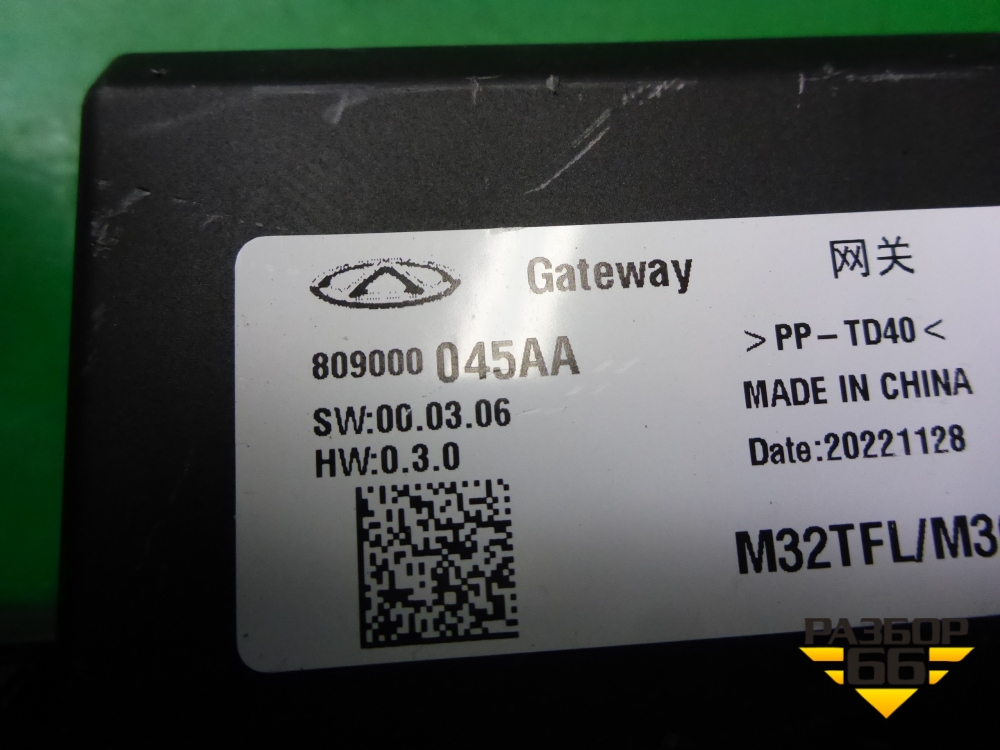 Gateway 网关
809000 045AA
>PP-TD40<
SW:00.03.06
MADE IN CHINA
HW:0.3.0
Date:20221128
M32TFL/M3
РАЗБОР
66